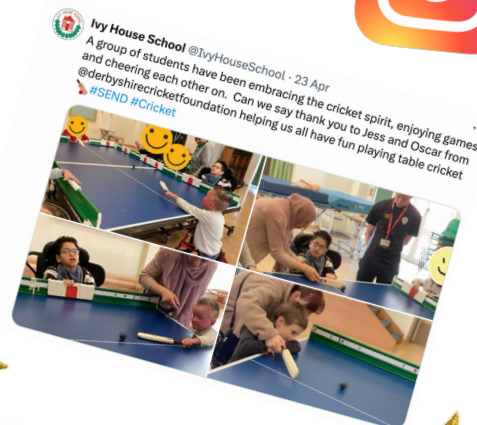 Ivy House School @IvyHouseSchool · 23 Apr
A group of students have been embracing the cricket spirit, enjoying games
and cheering each other on. Can we say thank you to Jess and Oscar from
@derbyshirecricketfoundation helping us all have fun playing table cricket
#SEND #Cricket